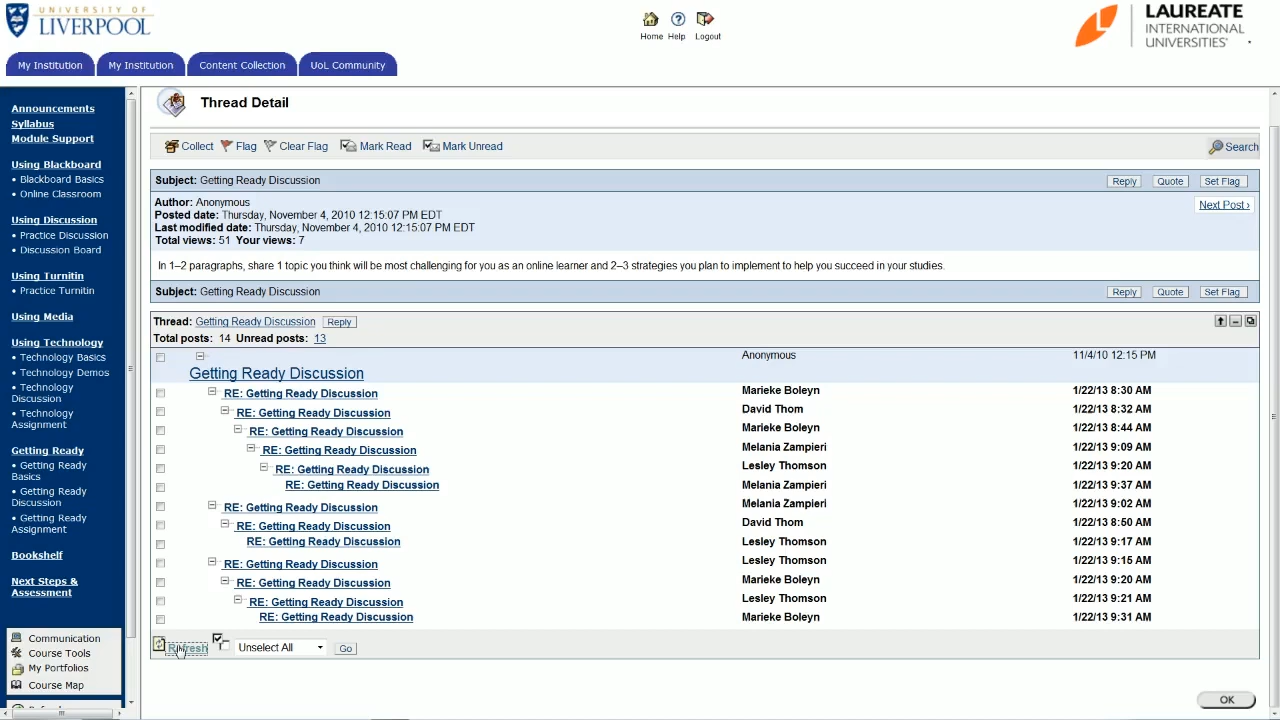 UNIVERSITY OF
LIVERPOOL
Home Help Logout
LAUREATE
INTERNATIONAL
UNIVERSITIES
My Institution My Institution Content Collection UoL Community
Announcements
Syllabus
Module Support
Using Blackboard
• Blackboard Basics
• Online Classroom
Using Discussion
• Practice Discussion
• Discussion Board
Using Turnitin
• Practice Turnitin
Using Media
Using Technology
• Technology Basics
• Technology Demos
• Technology
Discussion
• Technology
Assignment
Getting Ready
• Getting Ready
Basics
• Getting Ready
Discussion
• Getting Ready
Assignment
Bookshelf
Next Steps &
Assessment
Communication
Course Tools
My Portfolios
Course Map
Thread Detail
Collect Flag Clear Flag Mark Read Mark Unread Search
Subject: Getting Ready Discussion Reply Quote Set Flag
Author: Anonymous Next Post ›
Posted date: Thursday, November 4, 2010 12:15:07 PM EDT
Last modified date: Thursday, November 4, 2010 12:15:07 PM EDT
Total views: 51 Your views: 7
In 1–2 paragraphs, share 1 topic you think will be most challenging for you as an online learner and 2–3 strategies you plan to implement to help you succeed in your studies.
Subject: Getting Ready Discussion Reply Quote Set Flag
Thread: Getting Ready Discussion Reply
Total posts: 14 Unread posts: 13
Anonymous 11/4/10 12:15 PM
Getting Ready Discussion
RE: Getting Ready Discussion Marieke Boleyn 1/22/13 8:30 AM
RE: Getting Ready Discussion David Thom 1/22/13 8:32 AM
RE: Getting Ready Discussion Marieke Boleyn 1/22/13 8:44 AM
RE: Getting Ready Discussion Melania Zampieri 1/22/13 9:09 AM
RE: Getting Ready Discussion Lesley Thomson 1/22/13 9:20 AM
RE: Getting Ready Discussion Melania Zampieri 1/22/13 9:37 AM
RE: Getting Ready Discussion Melania Zampieri 1/22/13 9:02 AM
RE: Getting Ready Discussion David Thom 1/22/13 8:50 AM
RE: Getting Ready Discussion Lesley Thomson 1/22/13 9:17 AM
RE: Getting Ready Discussion Lesley Thomson 1/22/13 9:15 AM
RE: Getting Ready Discussion Marieke Boleyn 1/22/13 9:20 AM
RE: Getting Ready Discussion Lesley Thomson 1/22/13 9:21 AM
RE: Getting Ready Discussion Marieke Boleyn 1/22/13 9:31 AM
Refresh Unselect All Go
OK